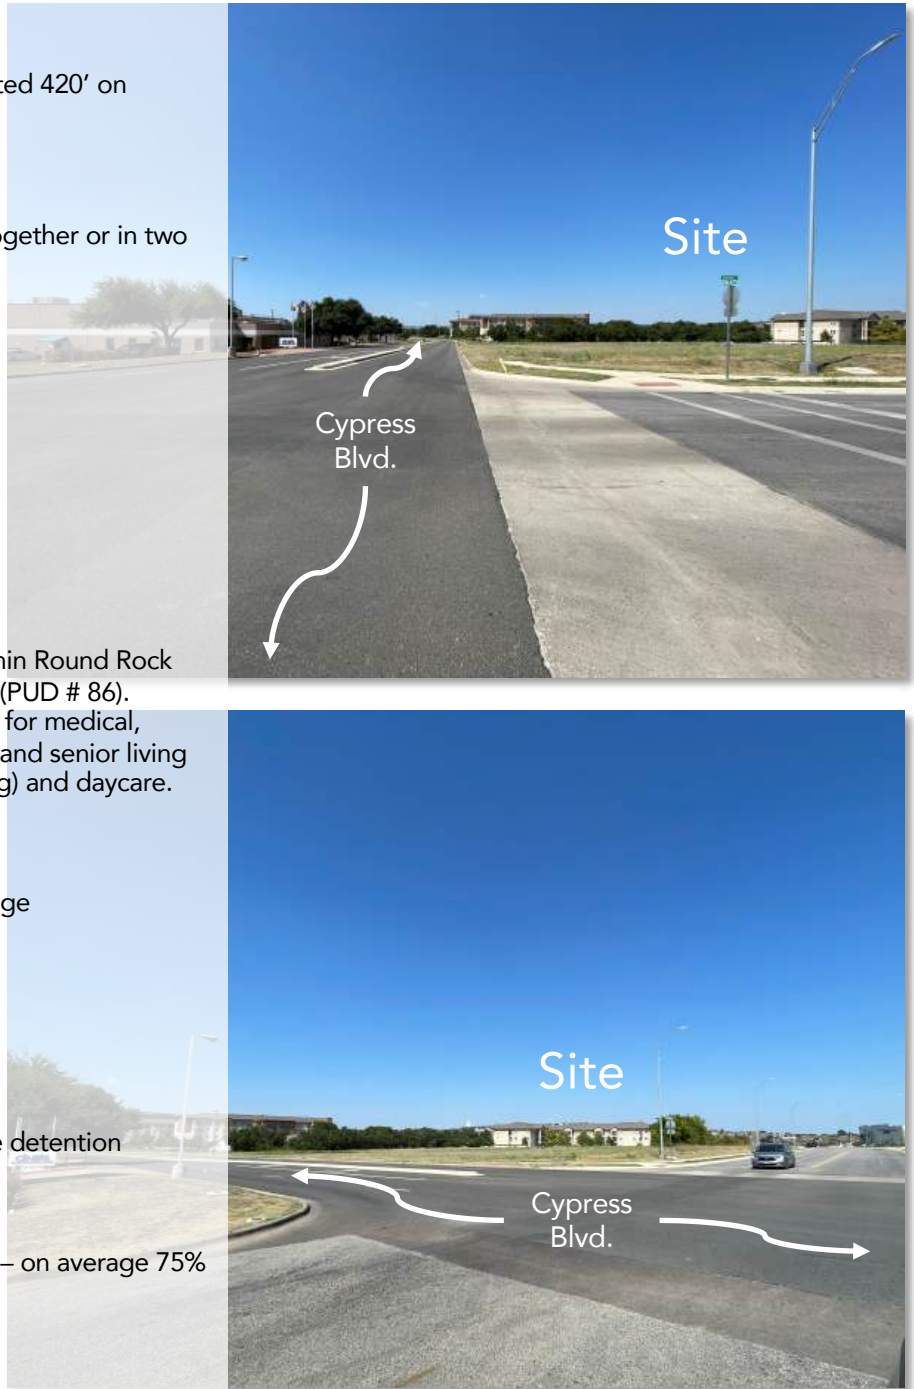 ted 420’ on
ogether or in two
Site
Cypress
Blvd.
hin Round Rock
(PUD # 86).
for medical,
and senior living
g) and daycare.
ge
Site
e detention
Cypress
Blvd.
– on average 75%